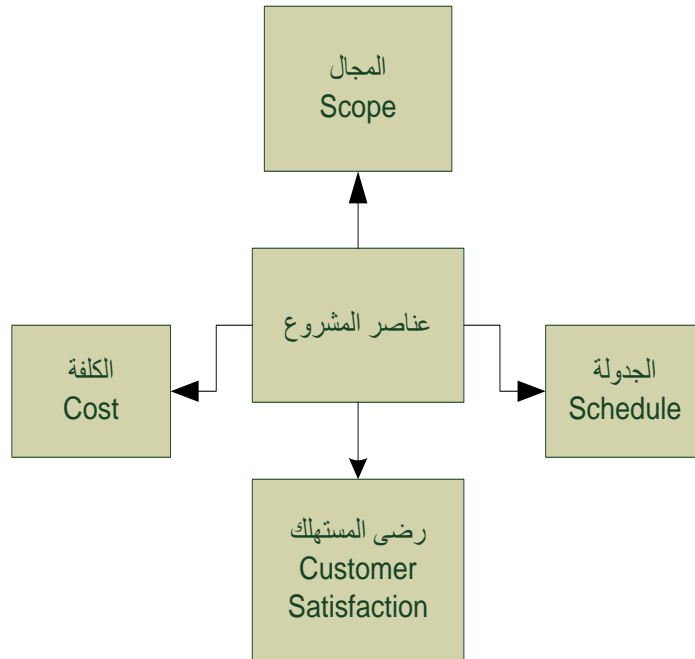 المجال
Scope
عناصر المشروع
الكلفة
Cost
الجدولة
Schedule
رضى المستهلك
Customer
Satisfaction